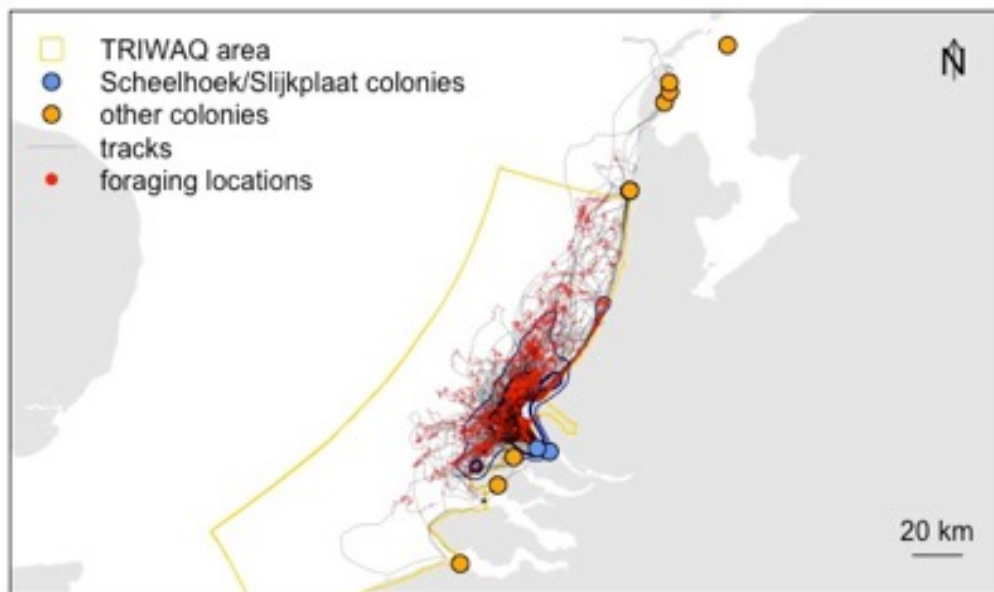 TRIWAQ area
Scheelhoek/Slijkplaat colonies
other colonies
tracks
foraging locations
N
20 km